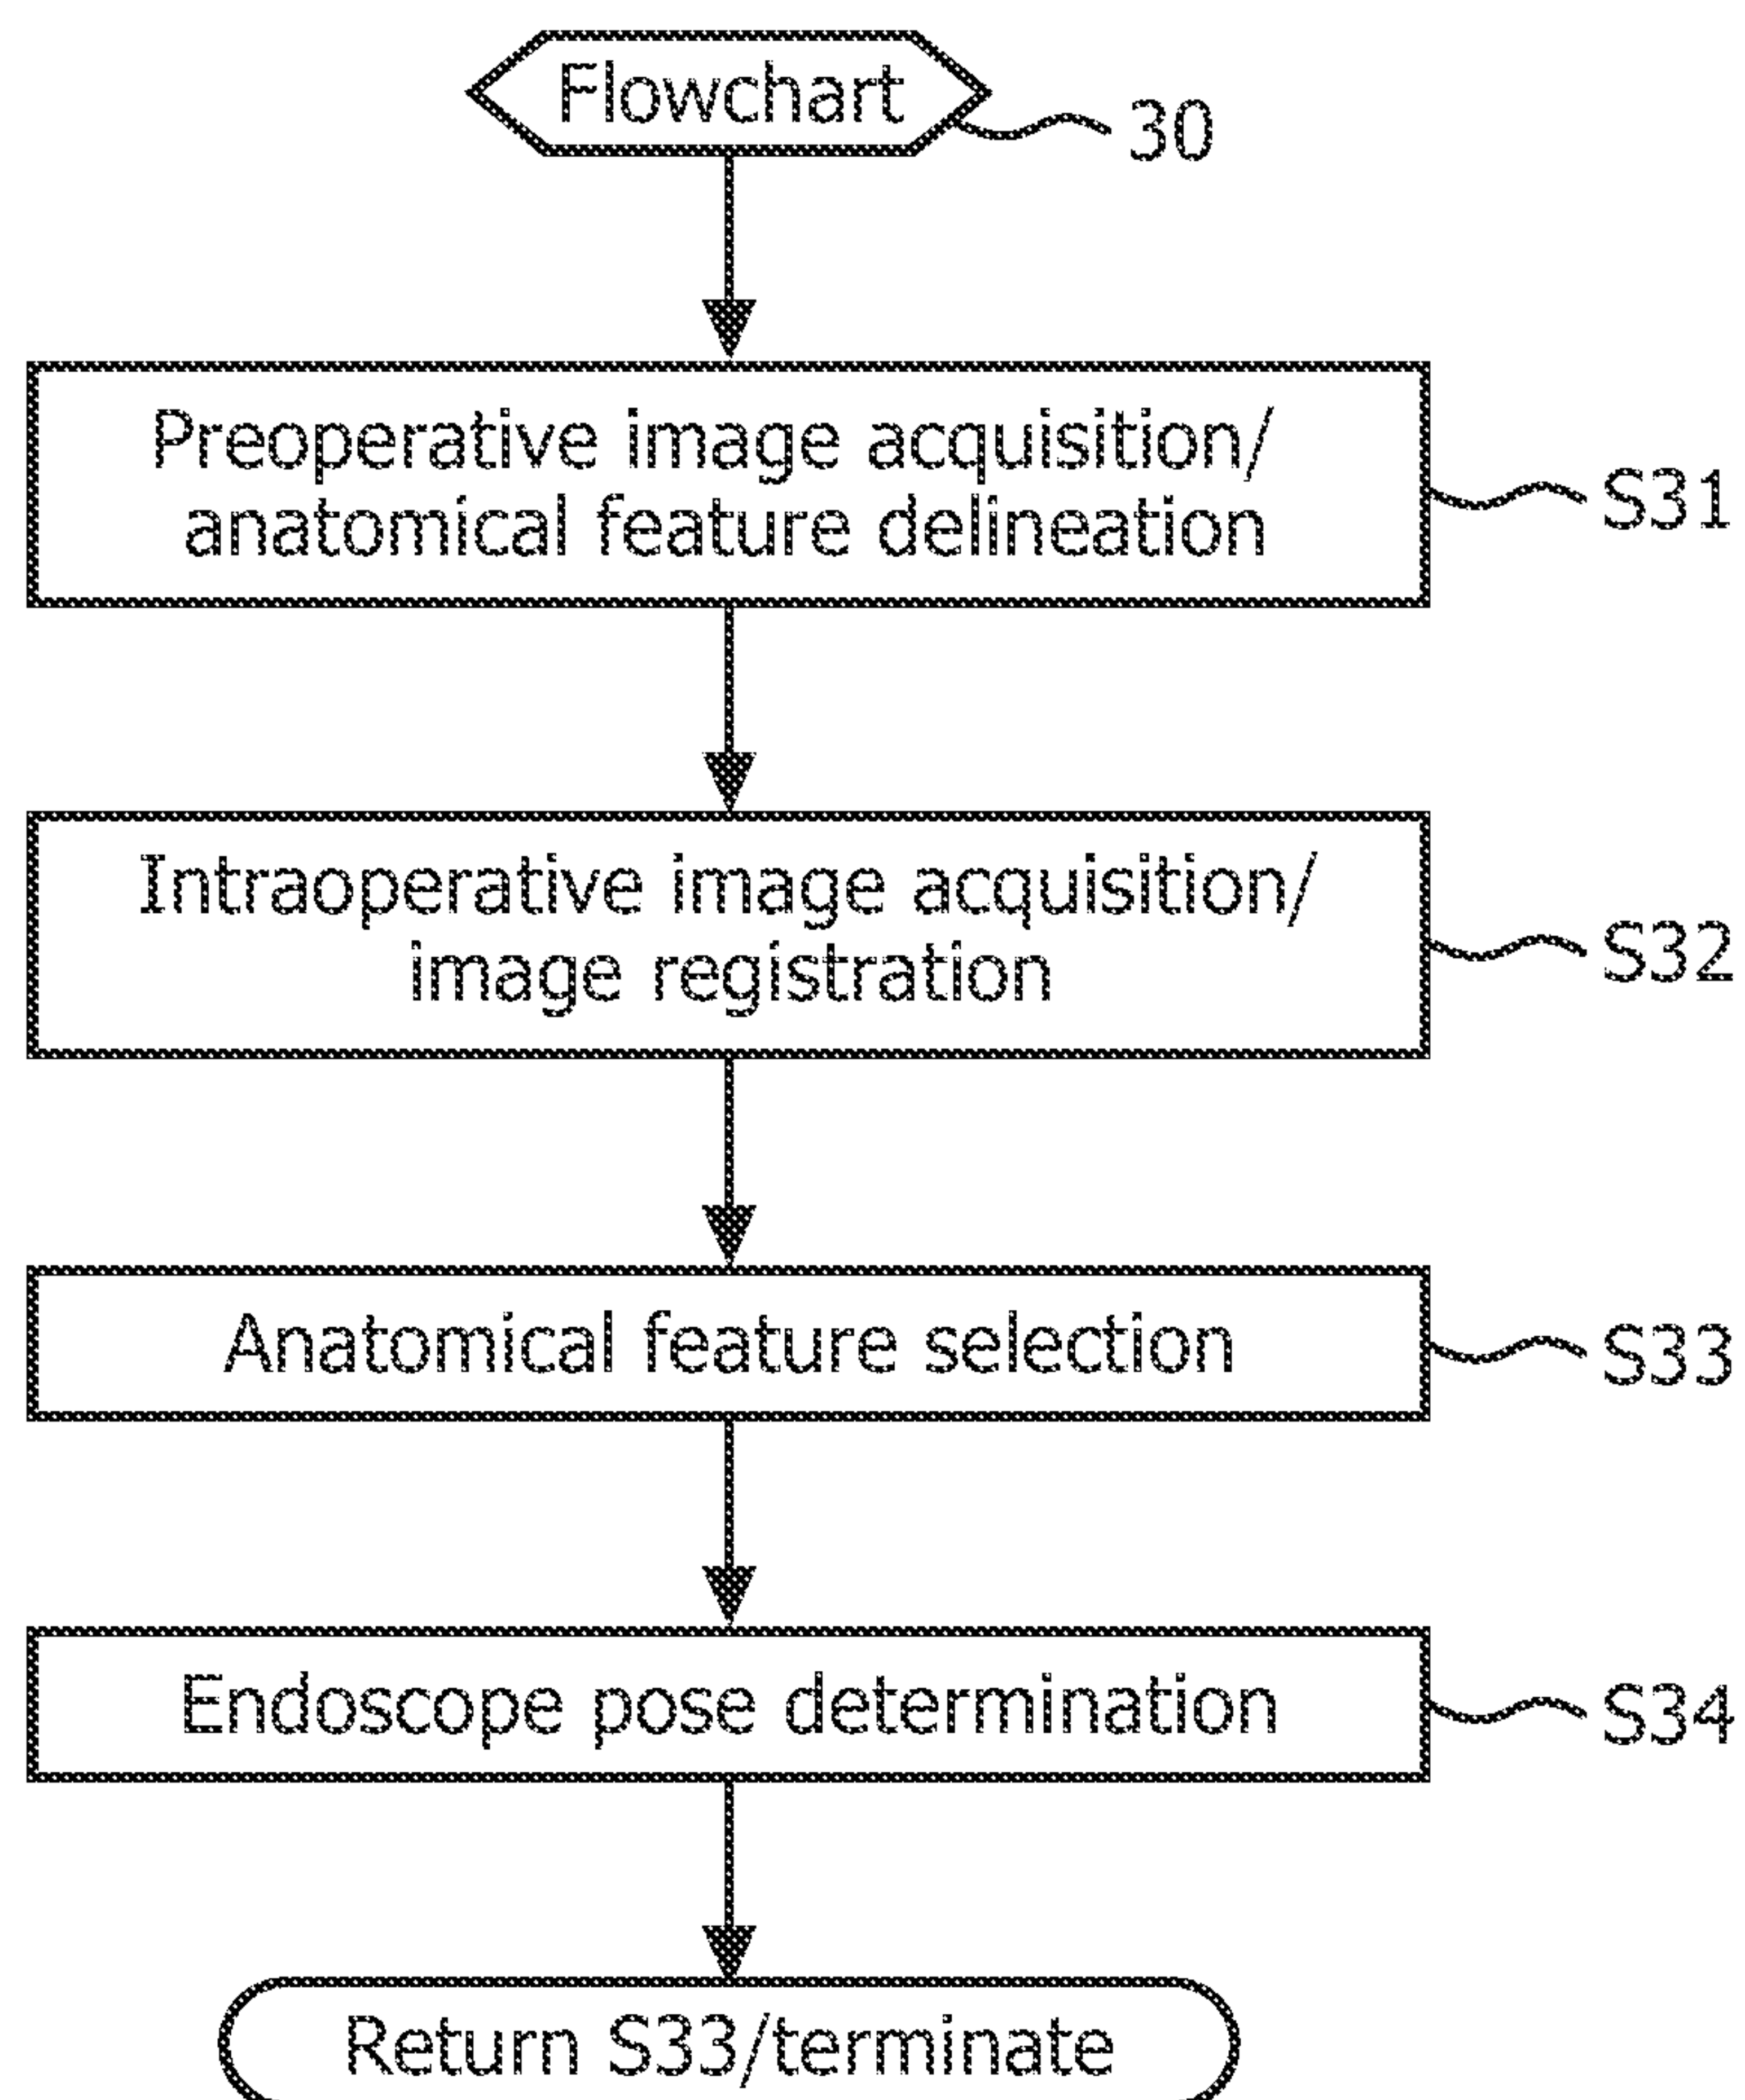 Flowchart
30
Preoperative image acquisition/
anatomical feature delineation
S31
Intraoperative image acquisition/
image registration
S32
Anatomical feature selection
S33
Endoscope pose determination
S34
Return S33/terminate